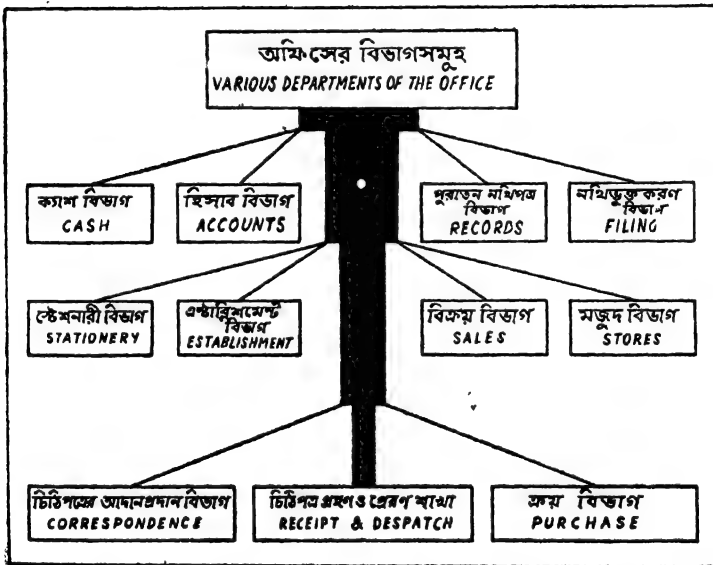 অফিসের বিভাগসমূহ
VARIOUS DEPARTMENTS OF THE OFFICE
ক্যাশ বিভাগ
CASH
হিসাব বিভাগ
ACCOUNTS
পুরাতন নথিপত্র
বিভাগ
RECORDS
নথিভুক্ত করণ
বিভাগ
FILING
স্টেশনারী বিভাগ
STATIONERY
এস্টাব্লিশমেন্ট
বিভাগ
ESTABLISHMENT
বিক্রয় বিভাগ
SALES
মজুদ বিভাগ
STORES
চিঠিপত্রের আদানপ্রদান বিভাগ
CORRESPONDENCE
চিঠিপত্র গ্রহণ ও প্রেরণ শাখা
RECEIPT & DESPATCH
ক্রয় বিভাগ
PURCHASE